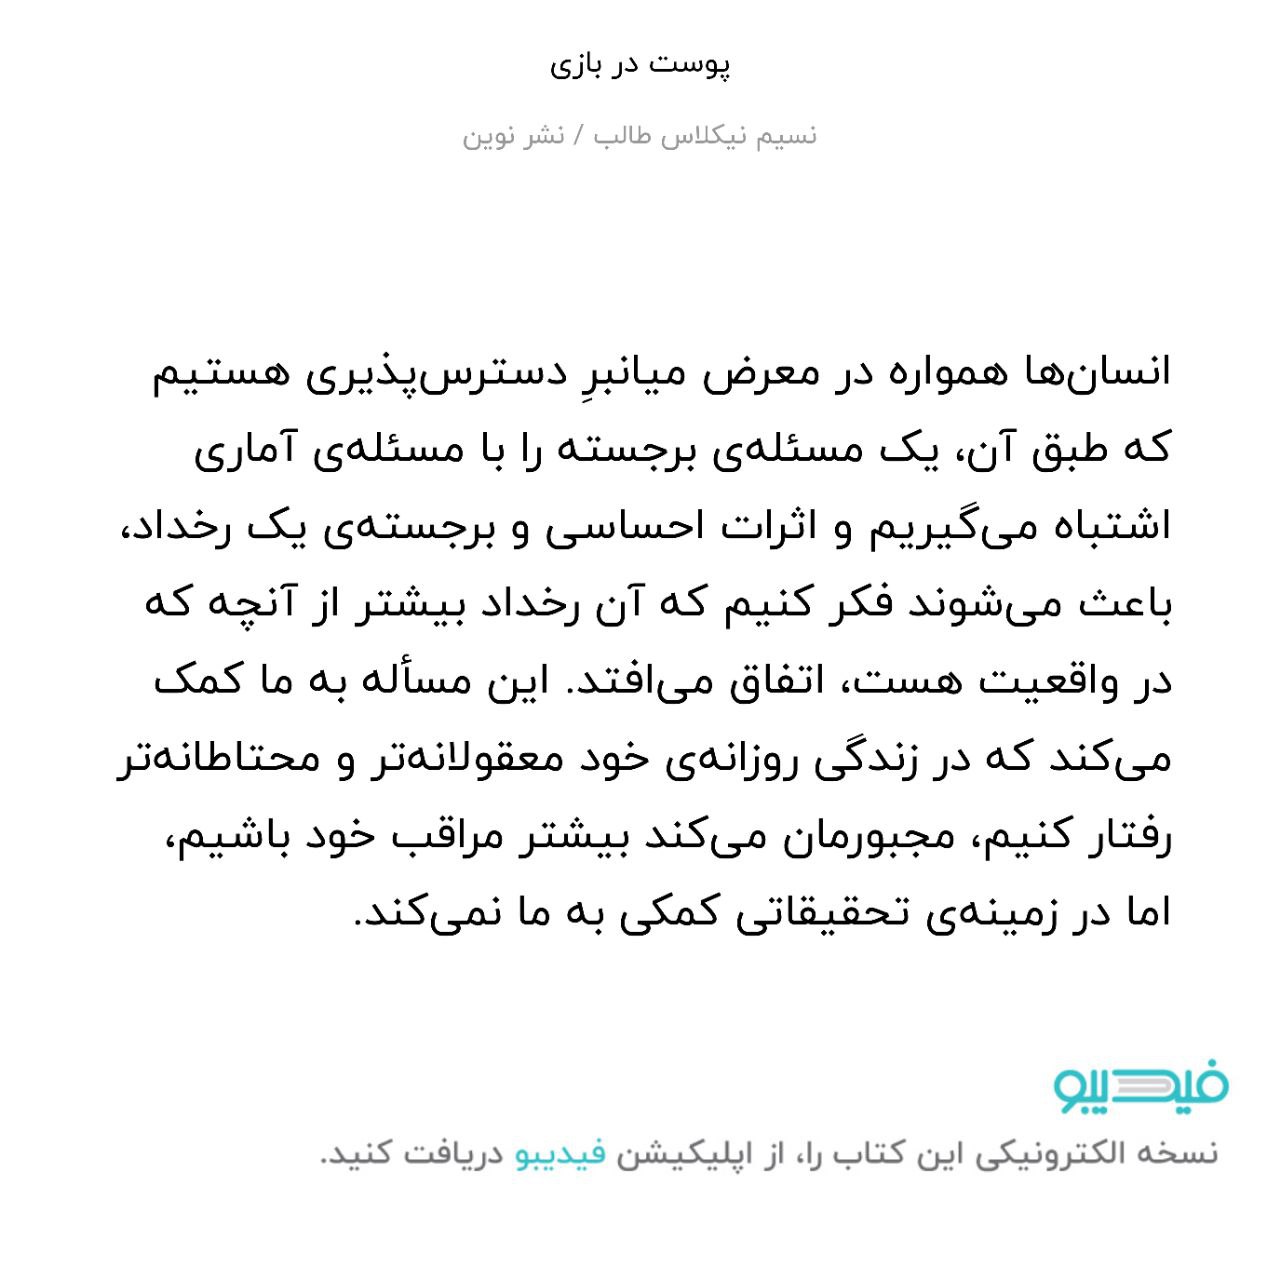 پوست در بازی
نسیم نیکلاس طالب / نشر نوین
انسان‌ها همواره در معرض میانبرِ دسترس‌پذیری هستیم
که طبق آن، یک مسئله‌ی برجسته را با مسئله‌ی آماری
اشتباه می‌گیریم و اثرات احساسی و برجسته‌ی یک رخداد،
باعث می‌شوند فکر کنیم که آن رخداد بیشتر از آنچه که
در واقعیت هست، اتفاق می‌افتد. این مسأله به ما کمک
می‌کند که در زندگی روزانه‌ی خود معقولانه‌تر و محتاطانه‌تر
رفتار کنیم، مجبورمان می‌کند بیشتر مراقب خود باشیم،
اما در زمینه‌ی تحقیقاتی کمکی به ما نمی‌کند.
فیدیبو
نسخه الکترونیکی این کتاب را، از اپلیکیشن فیدیبو دریافت کنید.